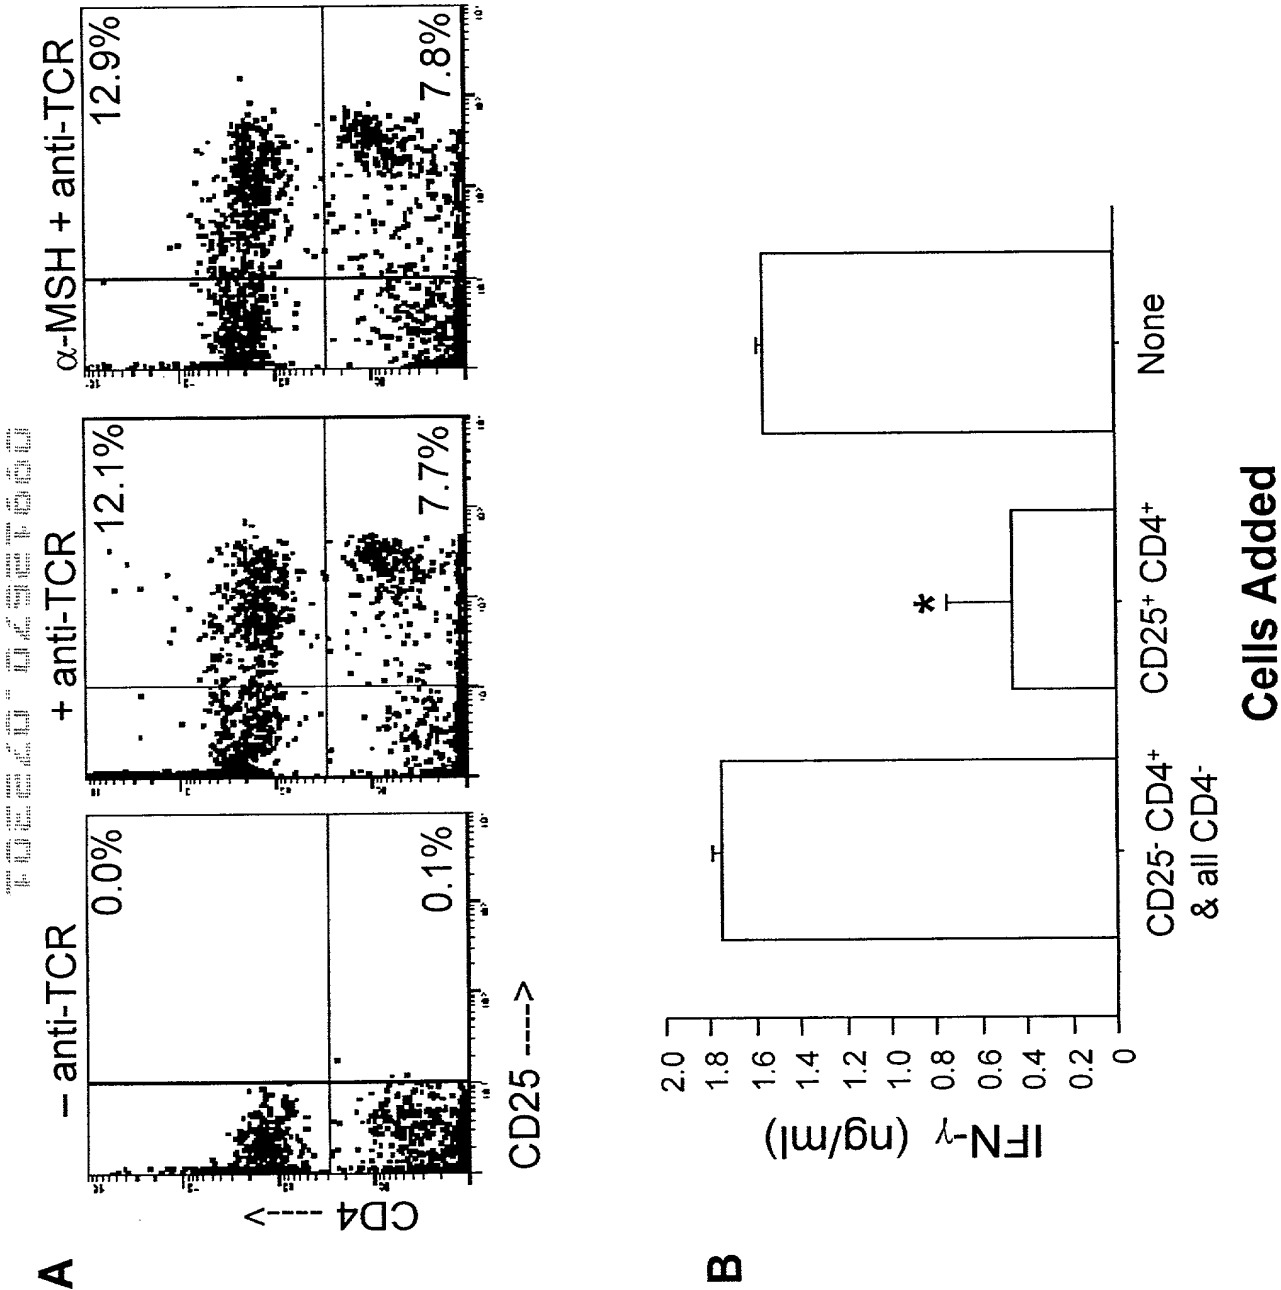 A
– anti-TCR
+ anti-TCR
α-MSH + anti-TCR
0.0%
12.1%
12.9%
0.1%
7.7%
7.8%
CD4 ---->
CD25 ---->
B
IFN-γ (ng/ml)
2.0
1.8
1.6
1.4
1.2
1.0
0.8
0.6
0.4
0.2
0
*
CD25- CD4+
& all CD4-
CD25+ CD4+
None
Cells Added